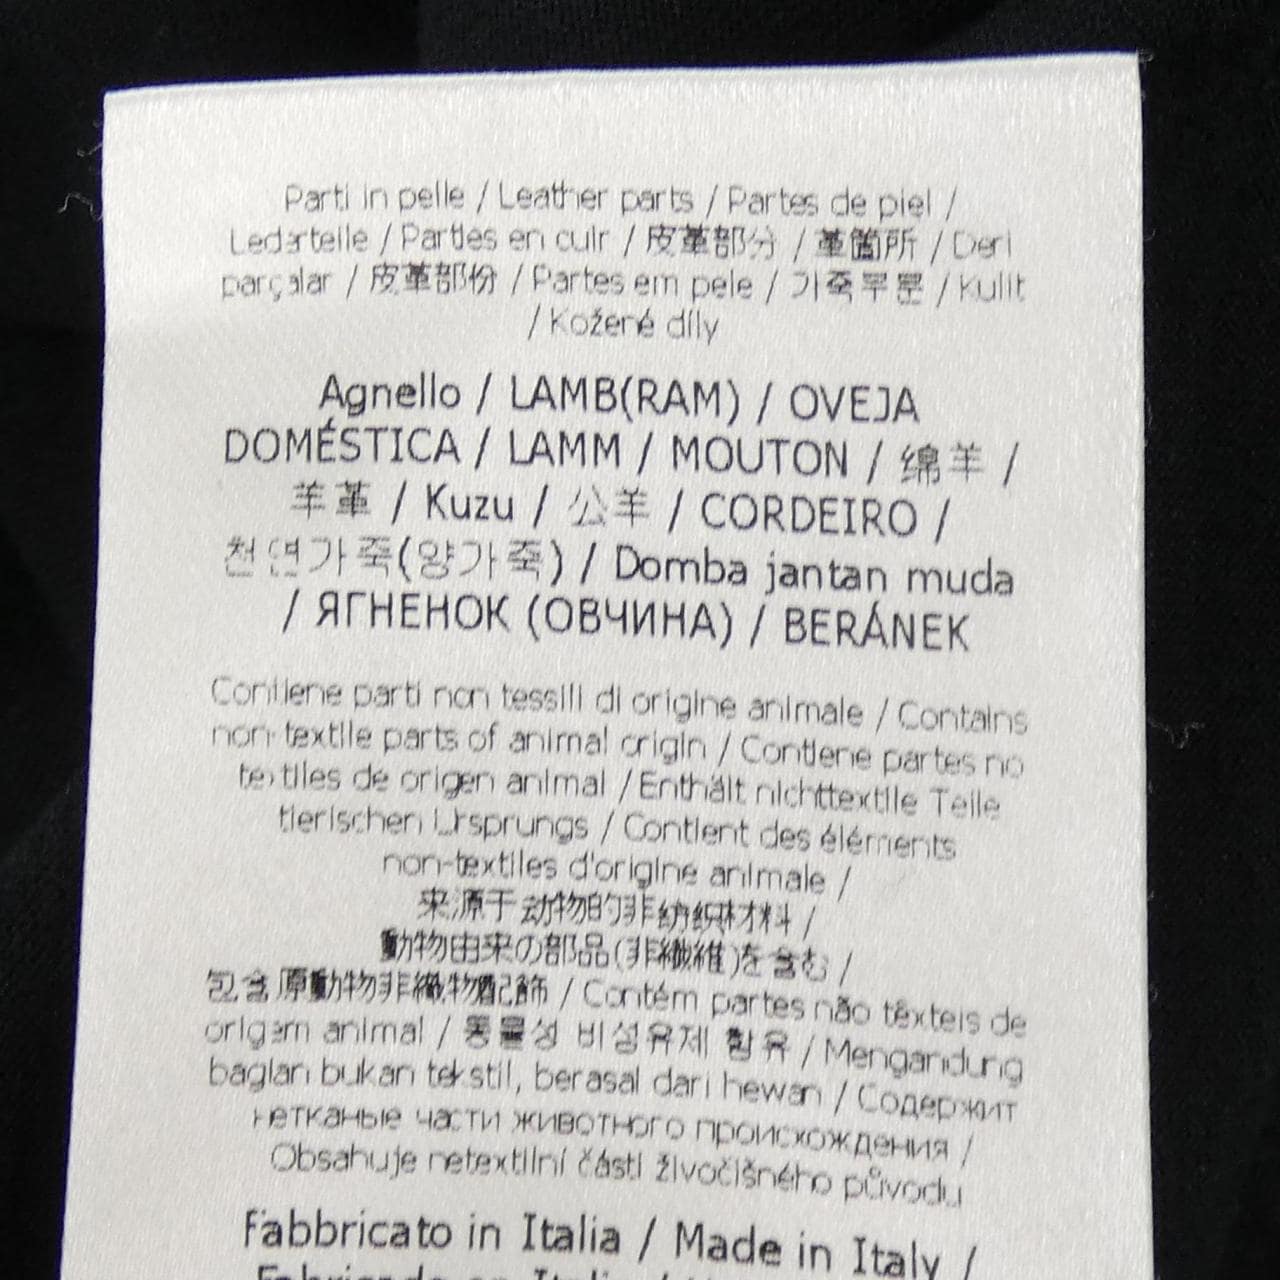 Parti in pelle / Leather parts / Partes de piel /
Lederteile / Parties en cuir / 皮革部分 / 革箇所 / Deri
parçalar / 皮革部份 / Partes em pele / 가죽부분 / Kulit
/ Kožené díly
Agnello / LAMB(RAM) / OVEJA
DOMÉSTICA / LAMM / MOUTON / 绵羊 /
羊革 / Kuzu / 公羊 / CORDEIRO /
천연가죽(양가죽) / Domba jantan muda
/ ЯГНЕНОК (ОВЧИНА) / BERÁNEK
Contiene parti non tessili di origine animale / Contains
non-textile parts of animal origin / Contiene partes no
textiles de origen animal / Enthält nichttextile Teile
tierischen Ursprungs / Contient des éléments
non-textiles d'origine animale /
来源于动物的非纺织材料 /
動物由来の部品(非繊維)を含む /
包含原動物非織物配飾 / Contém partes não têxteis de
origem animal / 동물성 비섬유제 함유 / Mengandung
bagian bukan tekstil, berasal dari hewan / Содержит
нетканые части животного происхождения /
Obsahuje netextilní části živočišného původu
Fabbricato in Italia / Made in Italy /